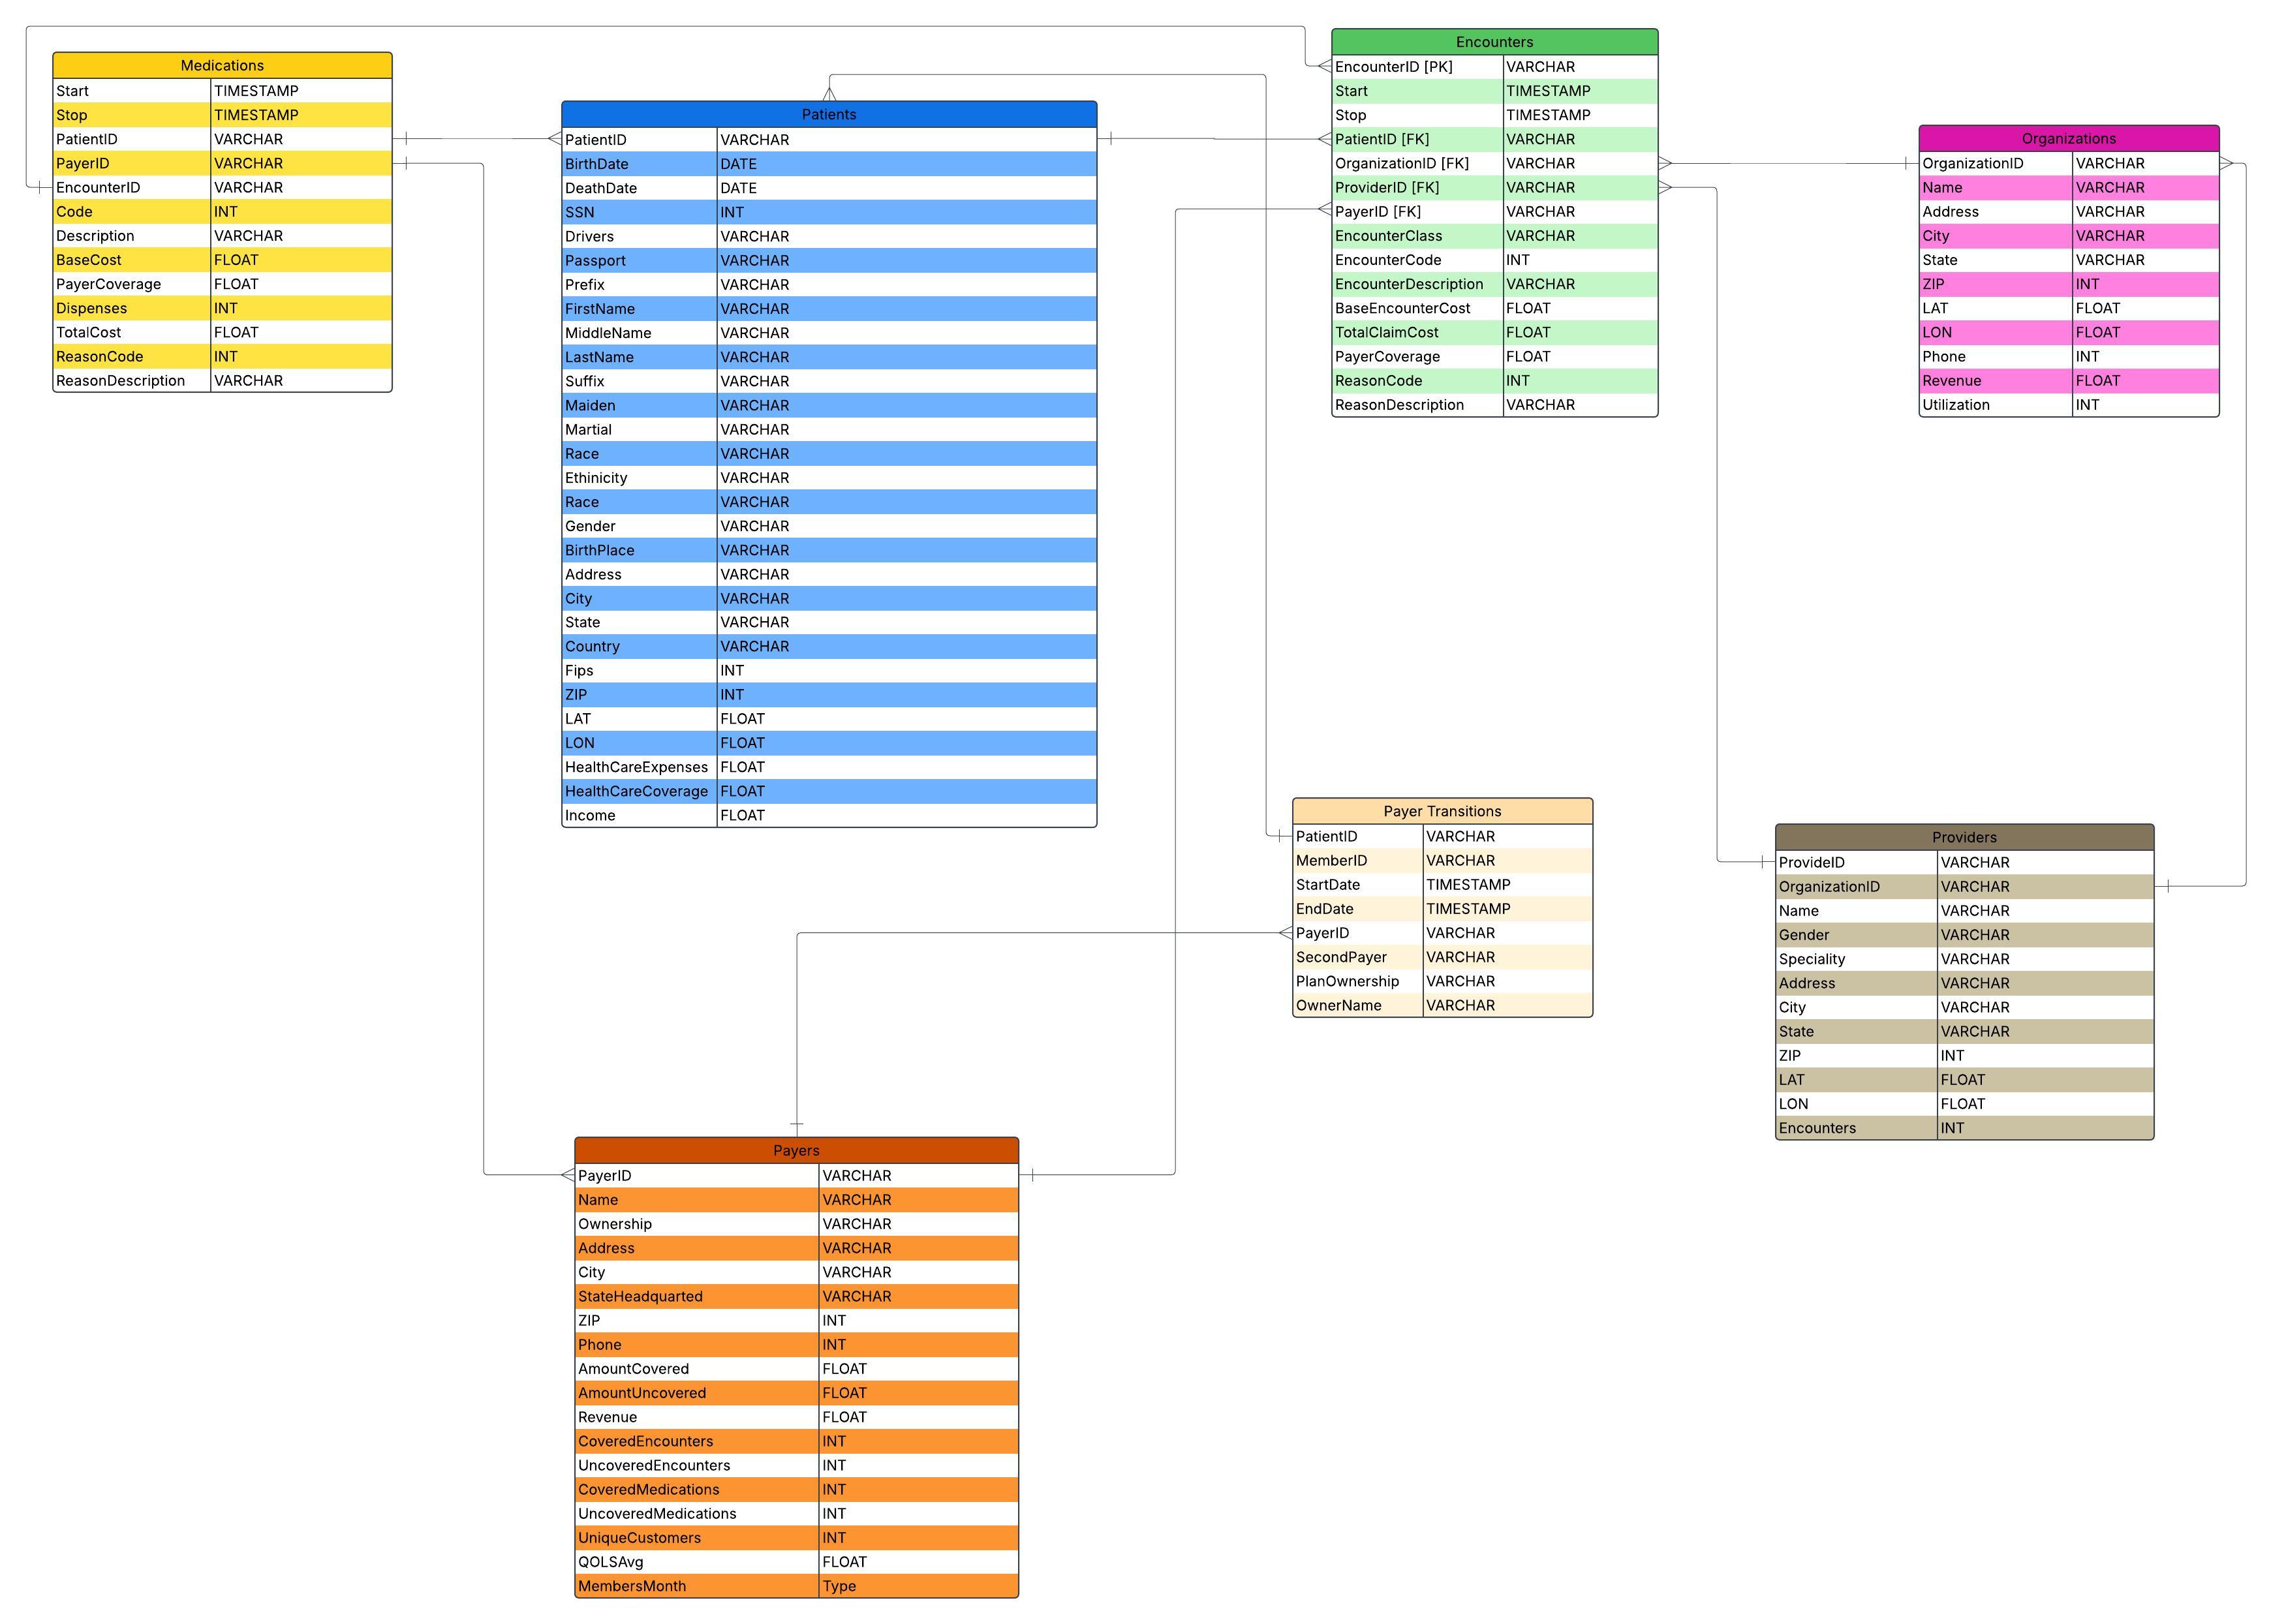 Medications
Start TIMESTAMP
Stop TIMESTAMP
PatientID VARCHAR
PayerID VARCHAR
EncounterID VARCHAR
Code INT
Description VARCHAR
BaseCost FLOAT
PayerCoverage FLOAT
Dispenses INT
TotalCost FLOAT
ReasonCode INT
ReasonDescription VARCHAR
Patients
PatientID VARCHAR
BirthDate DATE
DeathDate DATE
SSN INT
Drivers VARCHAR
Passport VARCHAR
Prefix VARCHAR
FirstName VARCHAR
MiddleName VARCHAR
LastName VARCHAR
Suffix VARCHAR
Maiden VARCHAR
Martial VARCHAR
Race VARCHAR
Ethinicity VARCHAR
Race VARCHAR
Gender VARCHAR
BirthPlace VARCHAR
Address VARCHAR
City VARCHAR
State VARCHAR
Country VARCHAR
Fips INT
ZIP INT
LAT FLOAT
LON FLOAT
HealthCareExpenses FLOAT
HealthCareCoverage FLOAT
Income FLOAT
Encounters
EncounterID [PK] VARCHAR
Start TIMESTAMP
Stop TIMESTAMP
PatientID [FK] VARCHAR
OrganizationID [FK] VARCHAR
ProviderID [FK] VARCHAR
PayerID [FK] VARCHAR
EncounterClass VARCHAR
EncounterCode INT
EncounterDescription VARCHAR
BaseEncounterCost FLOAT
TotalClaimCost FLOAT
PayerCoverage FLOAT
ReasonCode INT
ReasonDescription VARCHAR
Organizations
OrganizationID VARCHAR
Name VARCHAR
Address VARCHAR
City VARCHAR
State VARCHAR
ZIP INT
LAT FLOAT
LON FLOAT
Phone INT
Revenue FLOAT
Utilization INT
Payer Transitions
PatientID VARCHAR
MemberID VARCHAR
StartDate TIMESTAMP
EndDate TIMESTAMP
PayerID VARCHAR
SecondPayer VARCHAR
PlanOwnership VARCHAR
OwnerName VARCHAR
Providers
ProvideID VARCHAR
OrganizationID VARCHAR
Name VARCHAR
Gender VARCHAR
Speciality VARCHAR
Address VARCHAR
City VARCHAR
State VARCHAR
ZIP INT
LAT FLOAT
LON FLOAT
Encounters INT
Payers
PayerID VARCHAR
Name VARCHAR
Ownership VARCHAR
Address VARCHAR
City VARCHAR
StateHeadquarted VARCHAR
ZIP INT
Phone INT
AmountCovered FLOAT
AmountUncovered FLOAT
Revenue FLOAT
CoveredEncounters INT
UncoveredEncounters INT
CoveredMedications INT
UncoveredMedications INT
UniqueCustomers INT
QOLSAvg FLOAT
MembersMonth Type